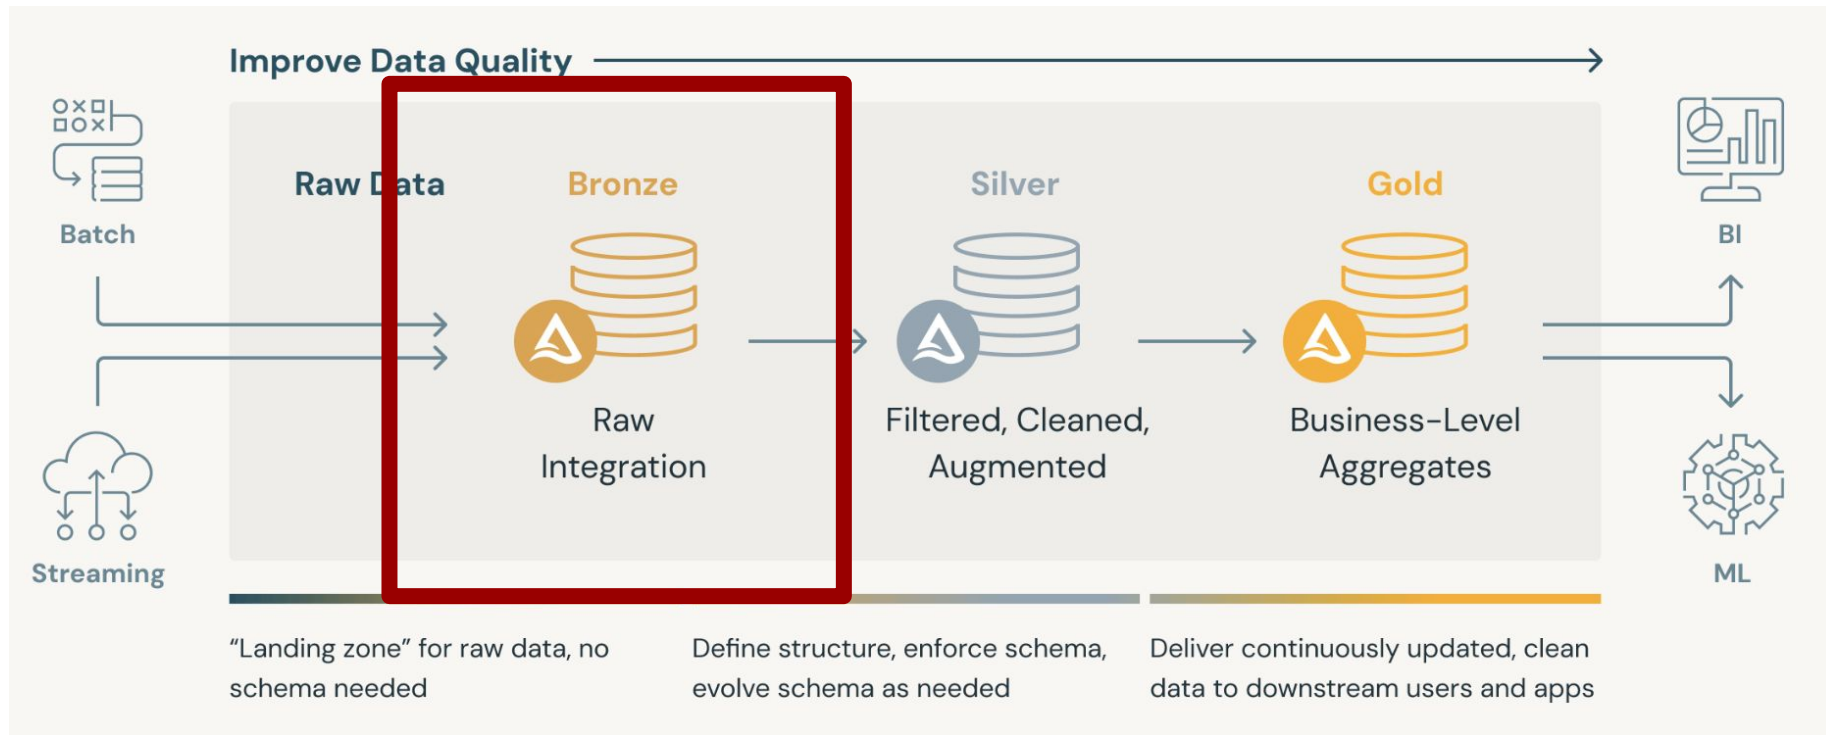 Improve Data Quality
Raw Data
Bronze
Silver
Gold
Batch
BI
Raw
Integration
Filtered, Cleaned,
Augmented
Business-Level
Aggregates
Streaming
ML
“Landing zone” for raw data, no
schema needed
Define structure, enforce schema,
evolve schema as needed
Deliver continuously updated, clean
data to downstream users and apps